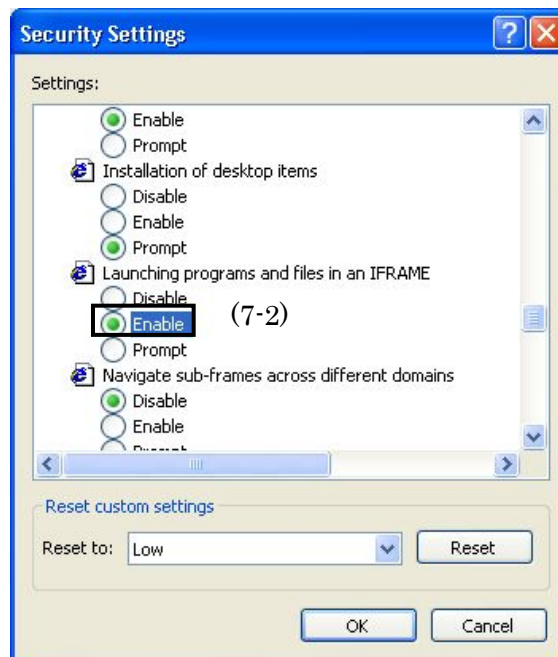 Security Settings
Settings:
Enable
Prompt
Installation of desktop items
Disable
Enable
Prompt
Launching programs and files in an IFRAME
Disable
Enable (7-2)
Prompt
Navigate sub-frames across different domains
Disable
Enable
Prompt
Reset custom settings
Reset to: Low Reset
OK Cancel